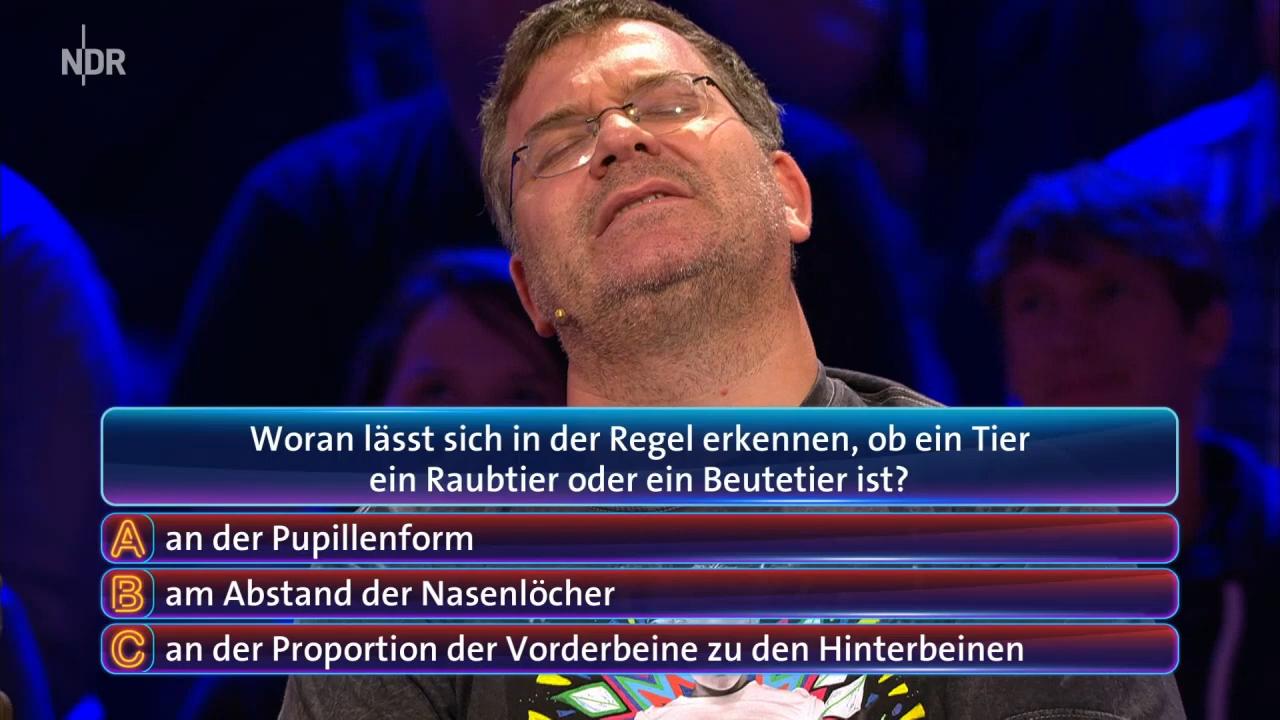 NDR
Woran lässt sich in der Regel erkennen, ob ein Tier
ein Raubtier oder ein Beutetier ist?
A an der Pupillenform
B am Abstand der Nasenlöcher
C an der Proportion der Vorderbeine zu den Hinterbeinen